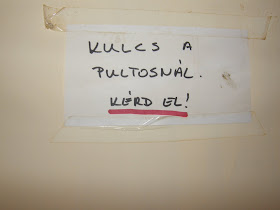 KULCS A
PULTOSNÁL.
KÉRD EL!